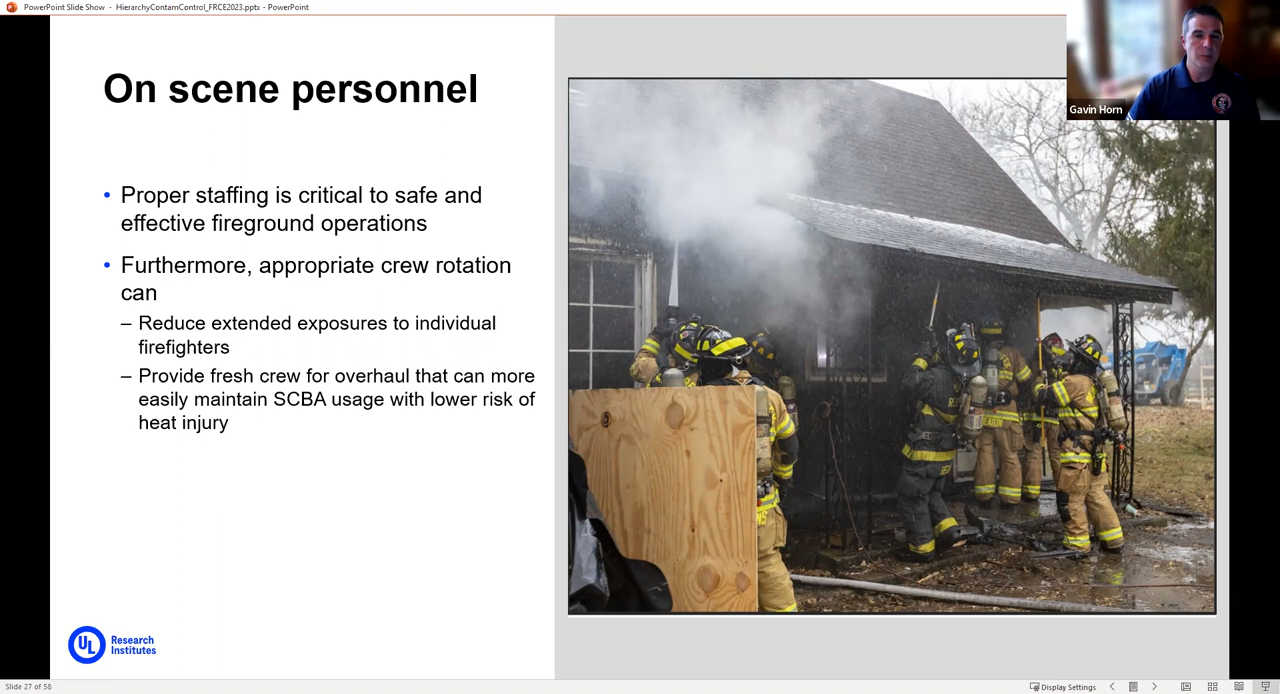 PowerPoint Slide Show - HierarchyContamControl_FRCE2023.pptx - PowerPoint
Gavin Horn
On scene personnel
• Proper staffing is critical to safe and
effective fireground operations
• Furthermore, appropriate crew rotation
can
– Reduce extended exposures to individual
firefighters
– Provide fresh crew for overhaul that can more
easily maintain SCBA usage with lower risk of
heat injury
UL
Research
Institutes
Slide 27 of 58
Display Settings